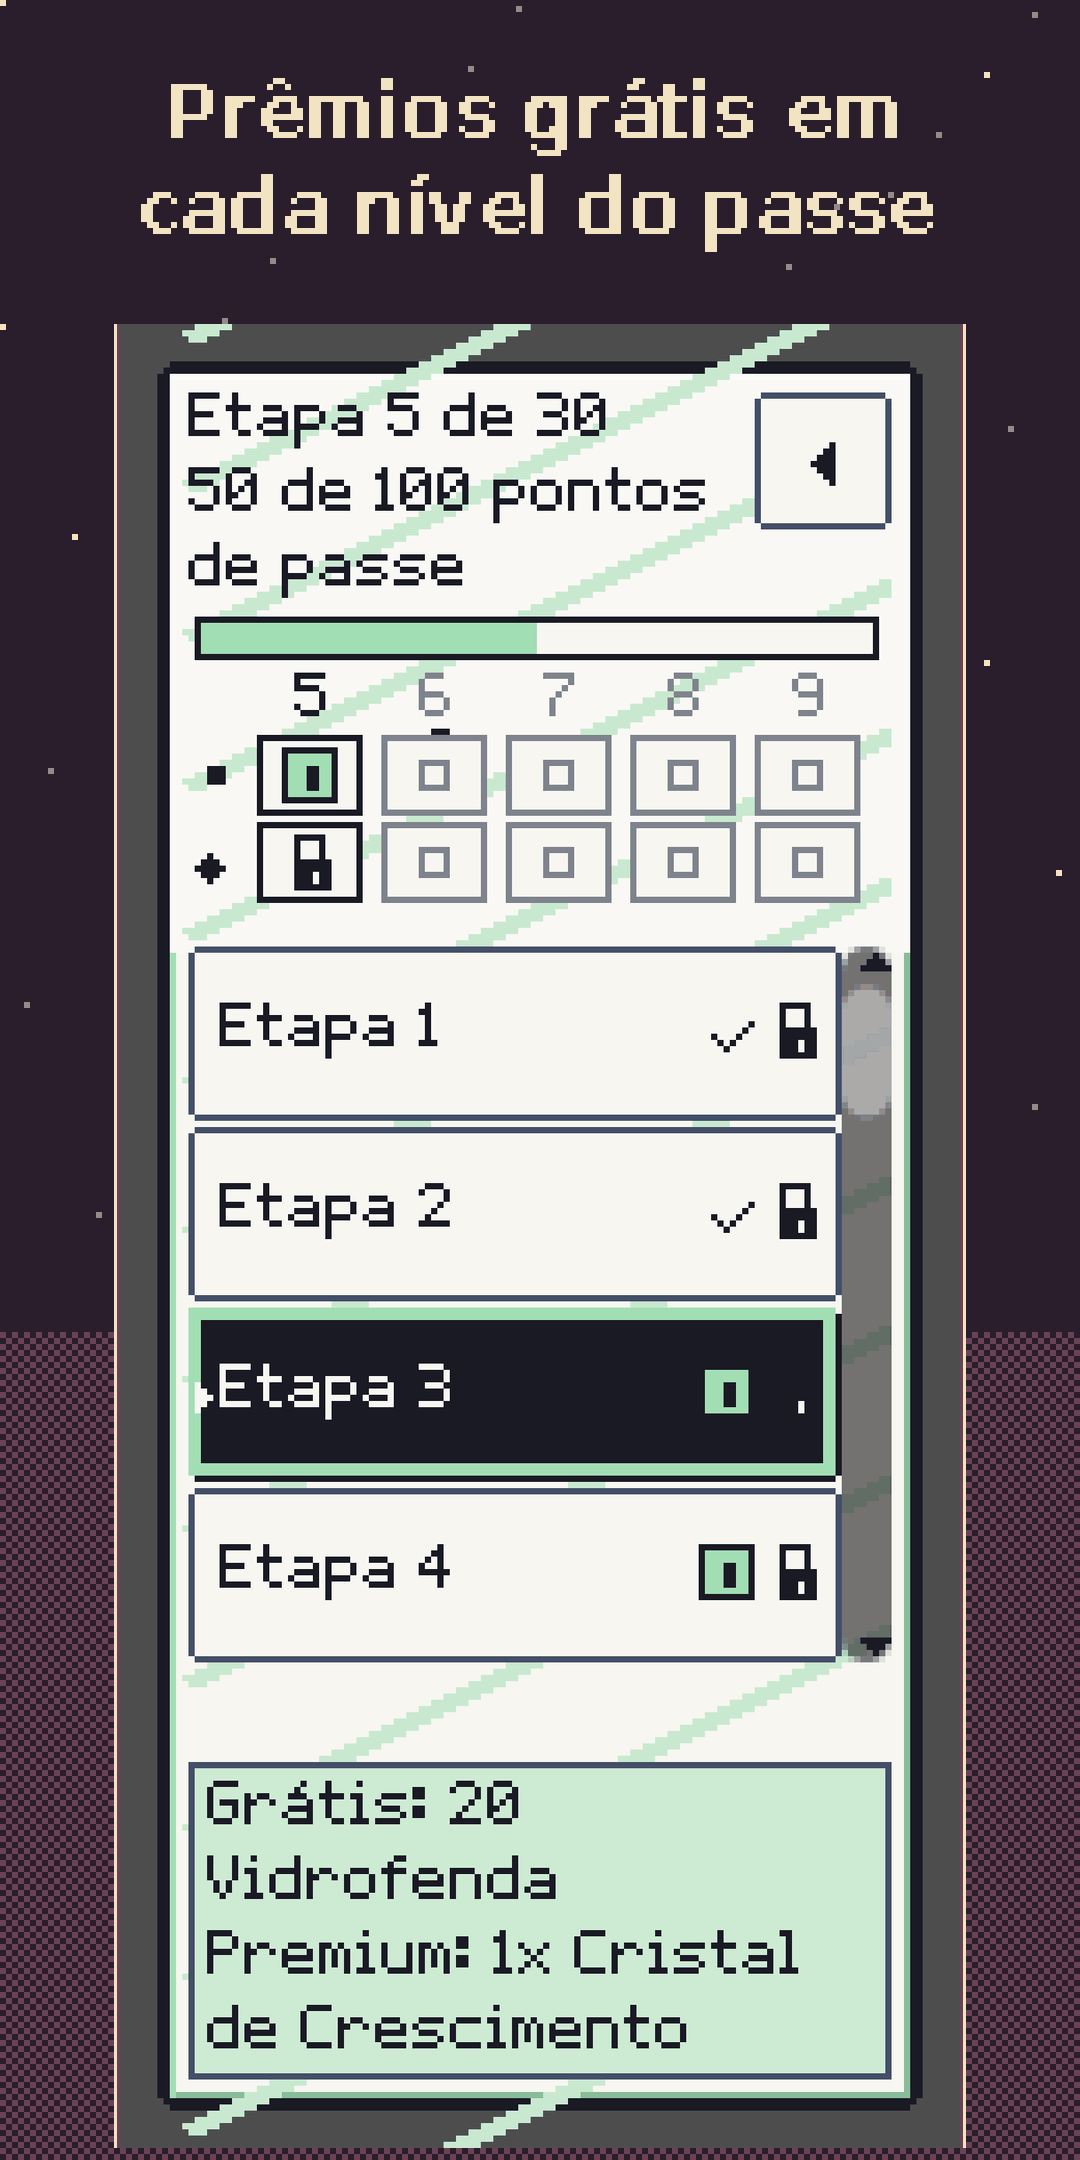 Prêmios grátis em
cada nível do passe
Etapa 5 de 30
50 de 100 pontos
de passe
5 6 7 8 9
Etapa 1
Etapa 2
Etapa 3
Etapa 4
Grátis: 20
Vidrofenda
Premium: 1x Cristal
de Crescimento